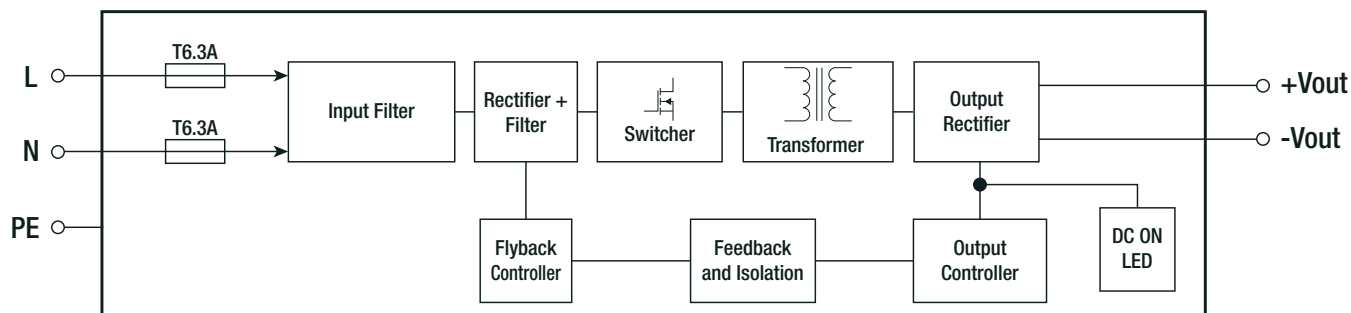 T6.3A
L
Input Filter
Rectifier +
Filter
Switcher
Transformer
Output
Rectifier
+Vout
-Vout
T6.3A
N
PE
Flyback
Controller
Feedback
and Isolation
Output
Controller
DC ON
LED